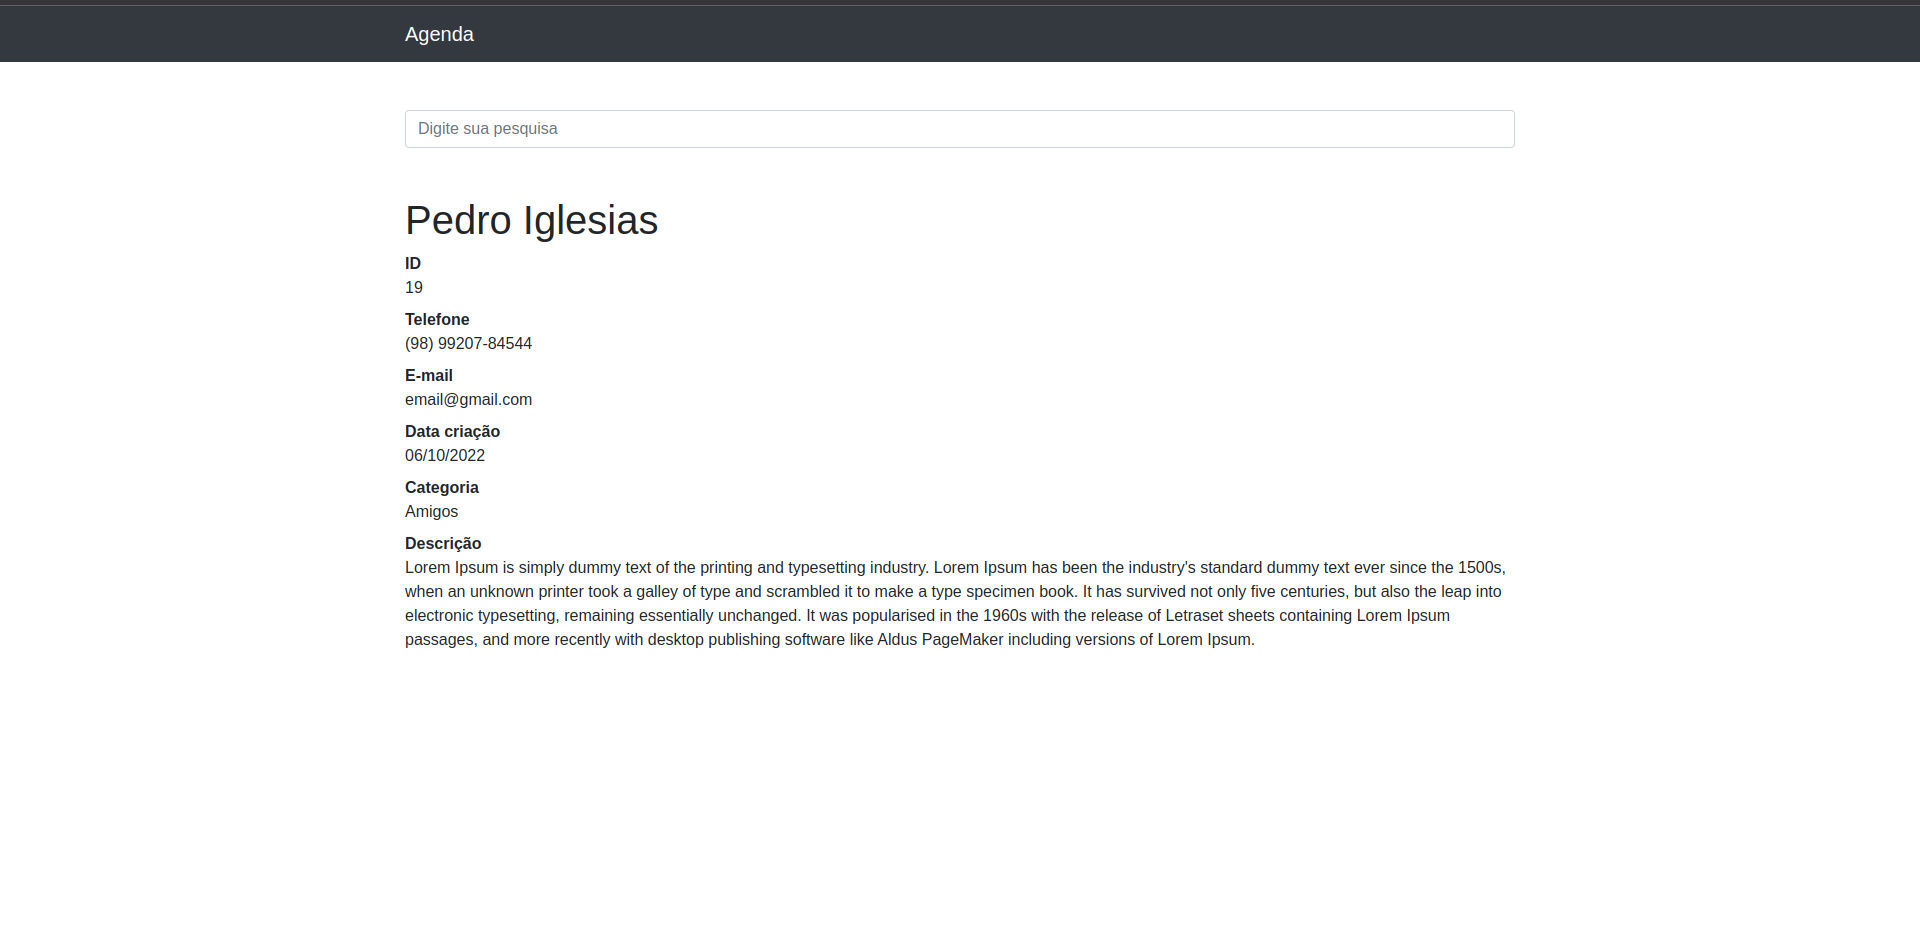 Agenda
Digite sua pesquisa
Pedro Iglesias
ID
19
Telefone
(98) 99207-84544
E-mail
email@gmail.com
Data criação
06/10/2022
Categoria
Amigos
Descrição
Lorem Ipsum is simply dummy text of the printing and typesetting industry. Lorem Ipsum has been the industry's standard dummy text ever since the 1500s,
when an unknown printer took a galley of type and scrambled it to make a type specimen book. It has survived not only five centuries, but also the leap into
electronic typesetting, remaining essentially unchanged. It was popularised in the 1960s with the release of Letraset sheets containing Lorem Ipsum
passages, and more recently with desktop publishing software like Aldus PageMaker including versions of Lorem Ipsum.